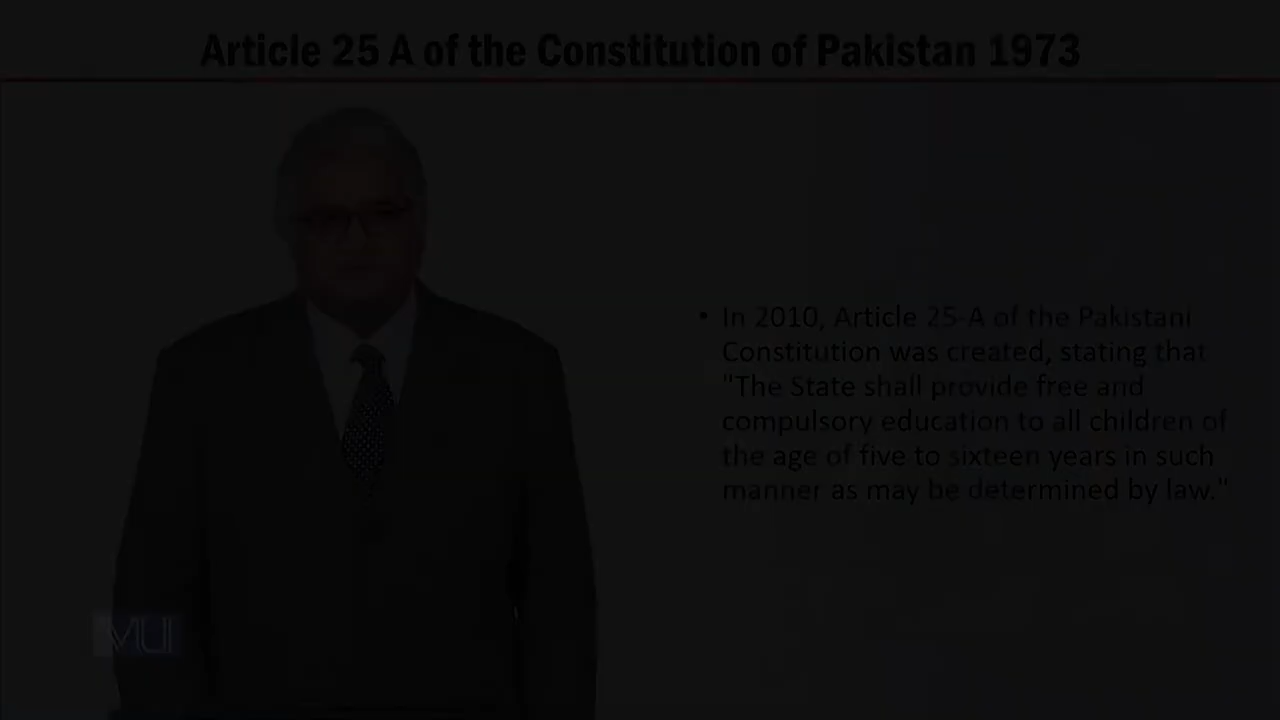 Article 25 A of the Constitution of Pakistan 1973
• In 2010, Article 25-A of the Pakistani
Constitution was created, stating that
"The State shall provide free and
compulsory education to all children of
the age of five to sixteen years in such
manner as may be determined by law."
VU